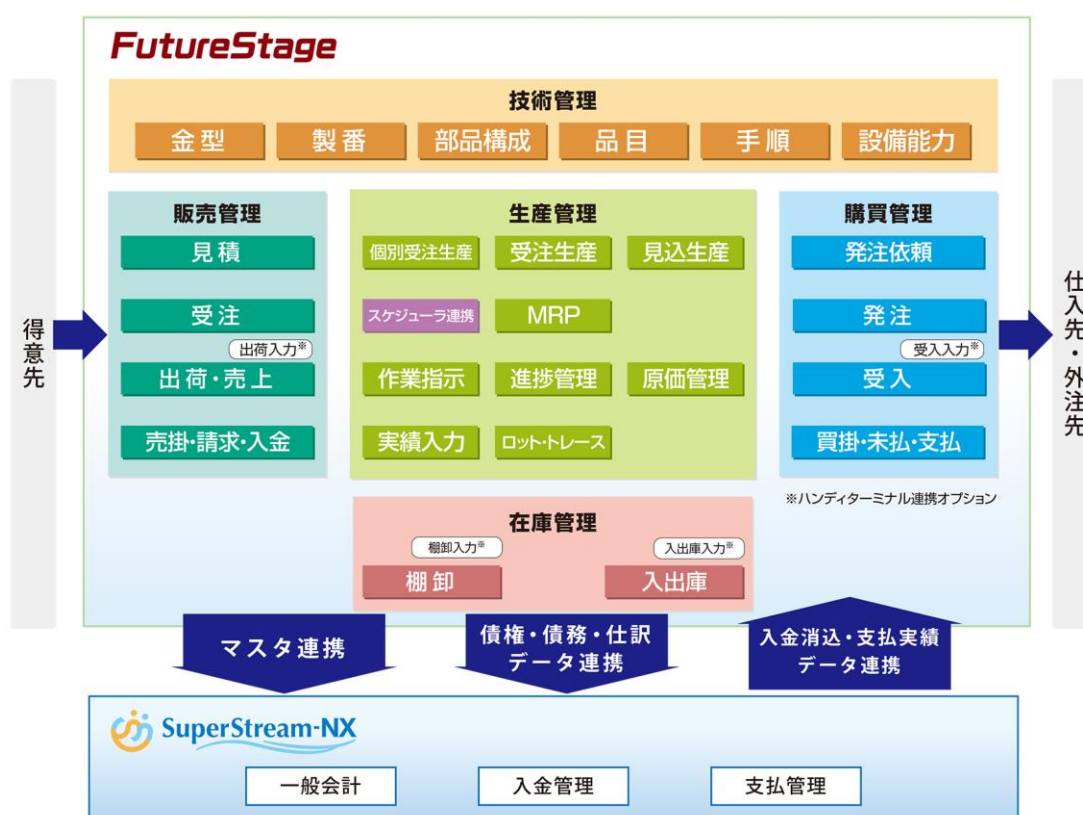 FutureStage
技術管理
金型
製番
部品構成
品目
手順
設備能力
得意先
販売管理
見積
受注
出荷入力※
出荷・売上
売掛・請求・入金
生産管理
個別受注生産
受注生産
見込生産
スケジューラ連携
MRP
作業指示
進捗管理
原価管理
実績入力
ロット・トレース
購買管理
発注依頼
発注
受入入力※
受入
買掛・未払・支払
仕入先・外注先
※ハンディターミナル連携オプション
在庫管理
棚卸入力※
入出庫入力※
棚卸
入出庫
マスタ連携
債権・債務・仕訳
データ連携
入金消込・支払実績
データ連携
SuperStream-NX
一般会計
入金管理
支払管理